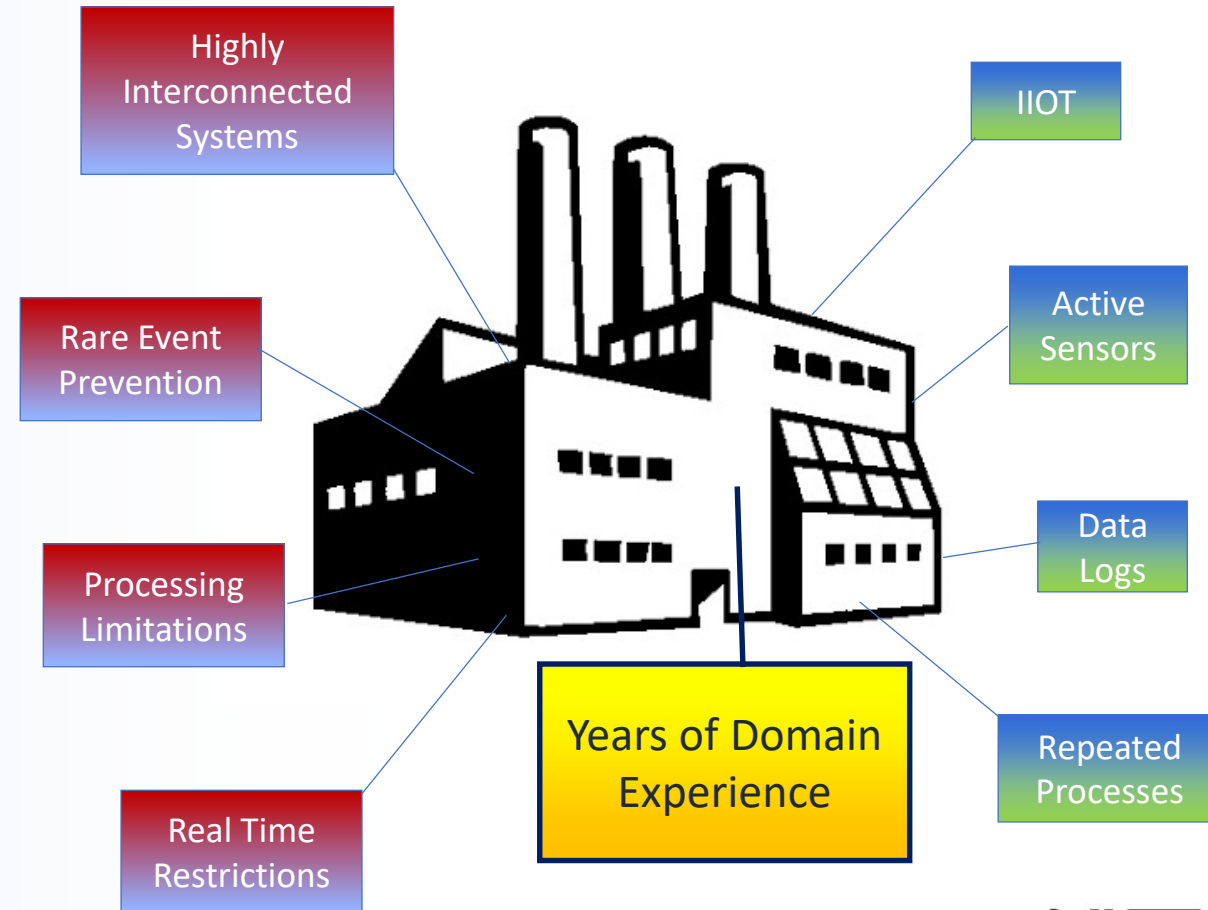 Highly
Interconnected
Systems
IIOT
Rare Event
Prevention
Active
Sensors
Processing
Limitations
Data
Logs
Years of Domain
Experience
Repeated
Processes
Real Time
Restrictions